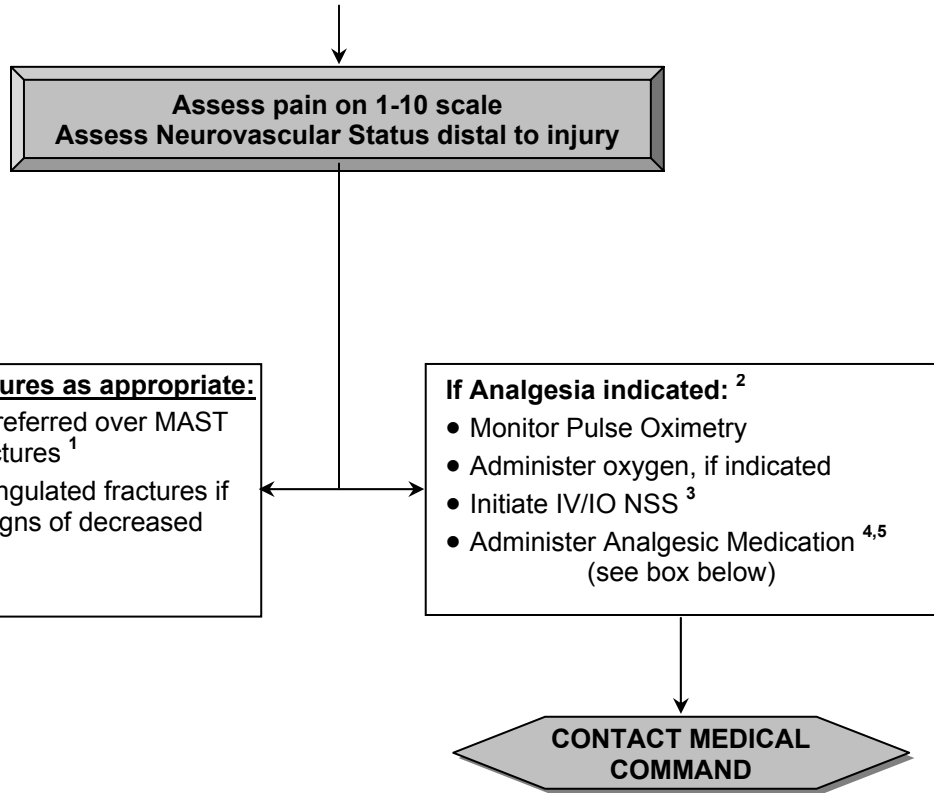 Assess pain on 1-10 scale
Assess Neurovascular Status distal to injury
ures as appropriate:
referred over MAST
ctures 1
ngulated fractures if
gns of decreased
If Analgesia indicated: 2
• Monitor Pulse Oximetry
• Administer oxygen, if indicated
• Initiate IV/IO NSS 3
• Administer Analgesic Medication 4,5
(see box below)
CONTACT MEDICAL
COMMAND